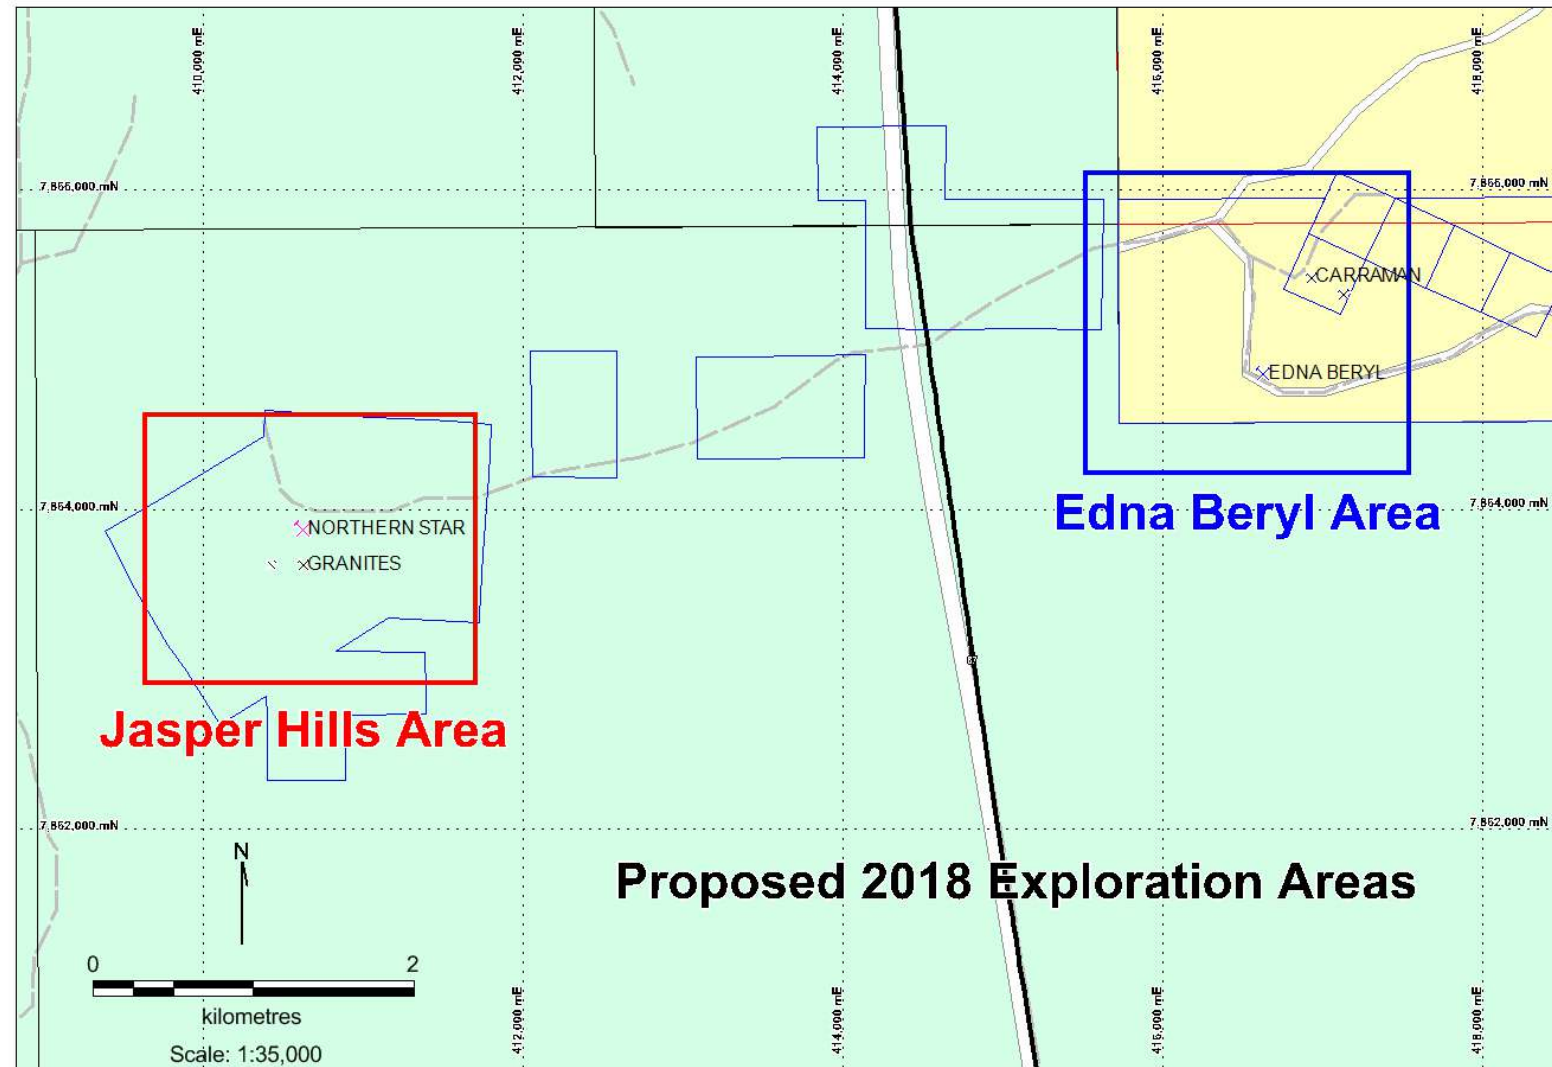 410,000 mE
412,000 mE
414,000 mE
416,000 mE
418,000 mE
7,866,000 mN
7,866,000 mN
CARRAMAN
EDNA BERYL
7,864,000 mN
7,864,000 mN
Edna Beryl Area
NORTHERN STAR
GRANITES
Jasper Hills Area
7,862,000 mN
7,862,000 mN
N
Proposed 2018 Exploration Areas
0 2
kilometres
Scale: 1:35,000
412,000 mE
414,000 mE
416,000 mE
418,000 mE